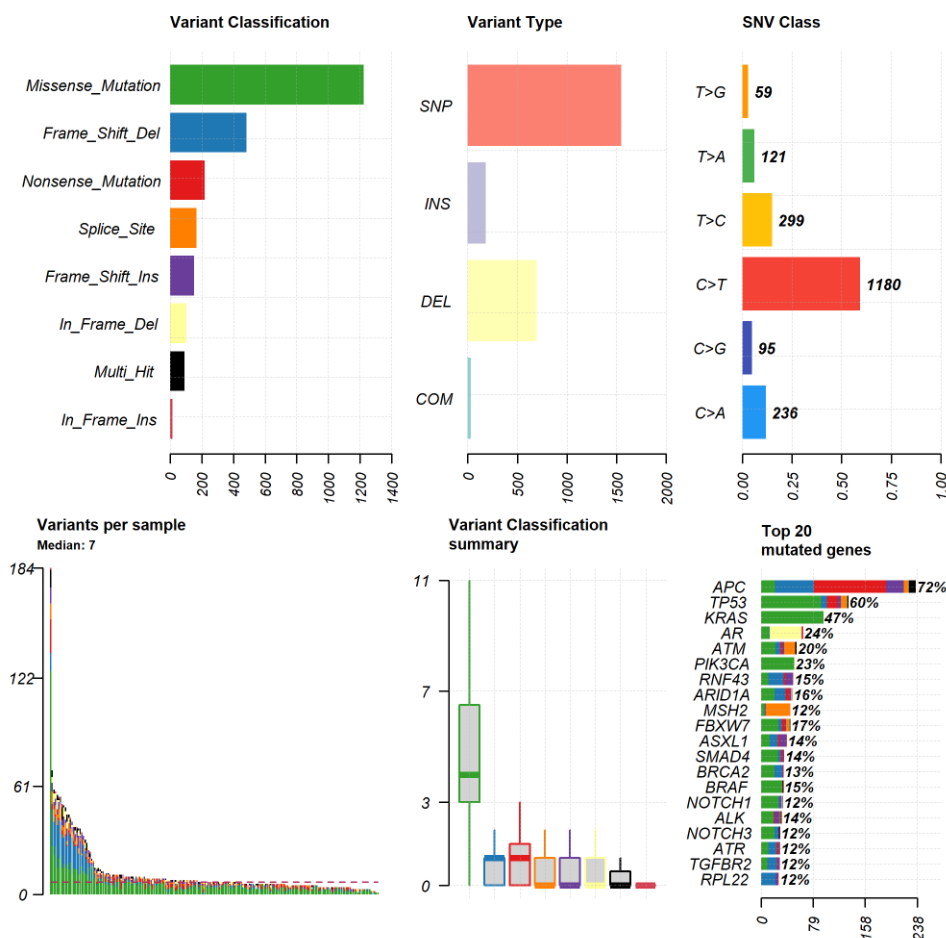 Variant Classification
Missense_Mutation
Frame_Shift_Del
Nonsense_Mutation
Splice_Site
Frame_Shift_Ins
In_Frame_Del
Multi_Hit
In_Frame_Ins
0 200 400 600 800 1000 1200 1400
Variant Type
SNP
INS
DEL
COM
0 500 1000 1500 2000
SNV Class
T>G 59
T>A 121
T>C 299
C>T 1180
C>G 95
C>A 236
0.00 0.25 0.50 0.75 1.00
Variants per sample
Median: 7
184
122
61
0
Variant Classification
summary
11
7
3
0
Top 20
mutated genes
APC 72%
TP53 60%
KRAS 47%
AR 24%
ATM 20%
PIK3CA 23%
RNF43 15%
ARID1A 16%
MSH2 12%
FBXW7 17%
ASXL1 14%
SMAD4 14%
BRCA2 13%
BRAF 15%
NOTCH1 12%
ALK 14%
NOTCH3 12%
ATR 12%
TGFBR2 12%
RPL22 12%
0 79 158 238